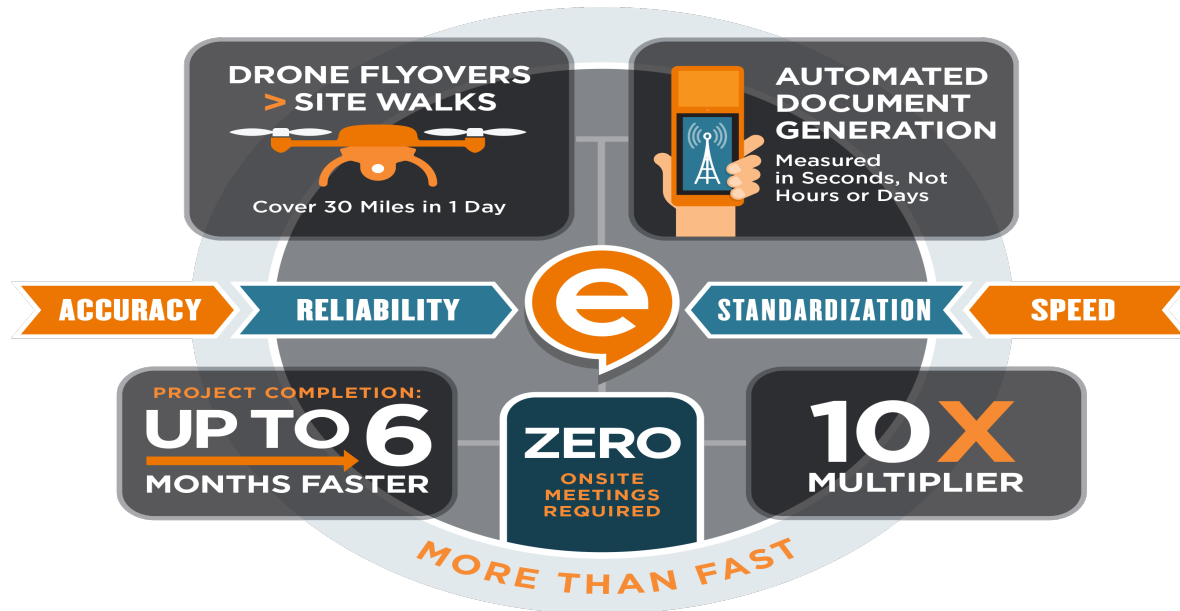 DRONE FLYOVERS
> SITE WALKS
Cover 30 Miles in 1 Day
AUTOMATED
DOCUMENT
GENERATION
Measured
in Seconds, Not
Hours or Days
ACCURACY
RELIABILITY
e
STANDARDIZATION
SPEED
PROJECT COMPLETION:
UP TO 6
MONTHS FASTER
ZERO
ONSITE
MEETINGS
REQUIRED
10X
MULTIPLIER
MORE THAN FAST